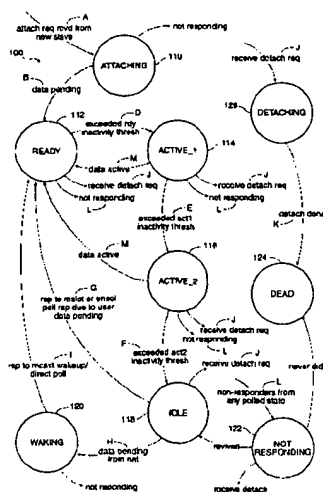 A
attach req rcvd from
new slave
not responding
100
ATTACHING
110
B
data pending
J
receive detach req
126
DETACHING
112
READY
D
exceeded rdy
inactivity thresh
M
data active
J
receive detach req
not responding
L
ACTIVE_1
114
J
receive detach req
not responding
L
E
exceeded act1
inactivity thresh
detach done
K
M
data active
116
ACTIVE_2
J
receive detach req
L
not responding
124
DEAD
G
poll rsp due to user
data pending
F
exceeded act2
inactivity thresh
J
receive detach req
I
rsp to mcast wakeup/
direct poll
120
WAKING
118
IDLE
H
data pending
from net
L
non-responders from
any polled state
never did
122
NOT
RESPONDING
revived
not responding
receive detach